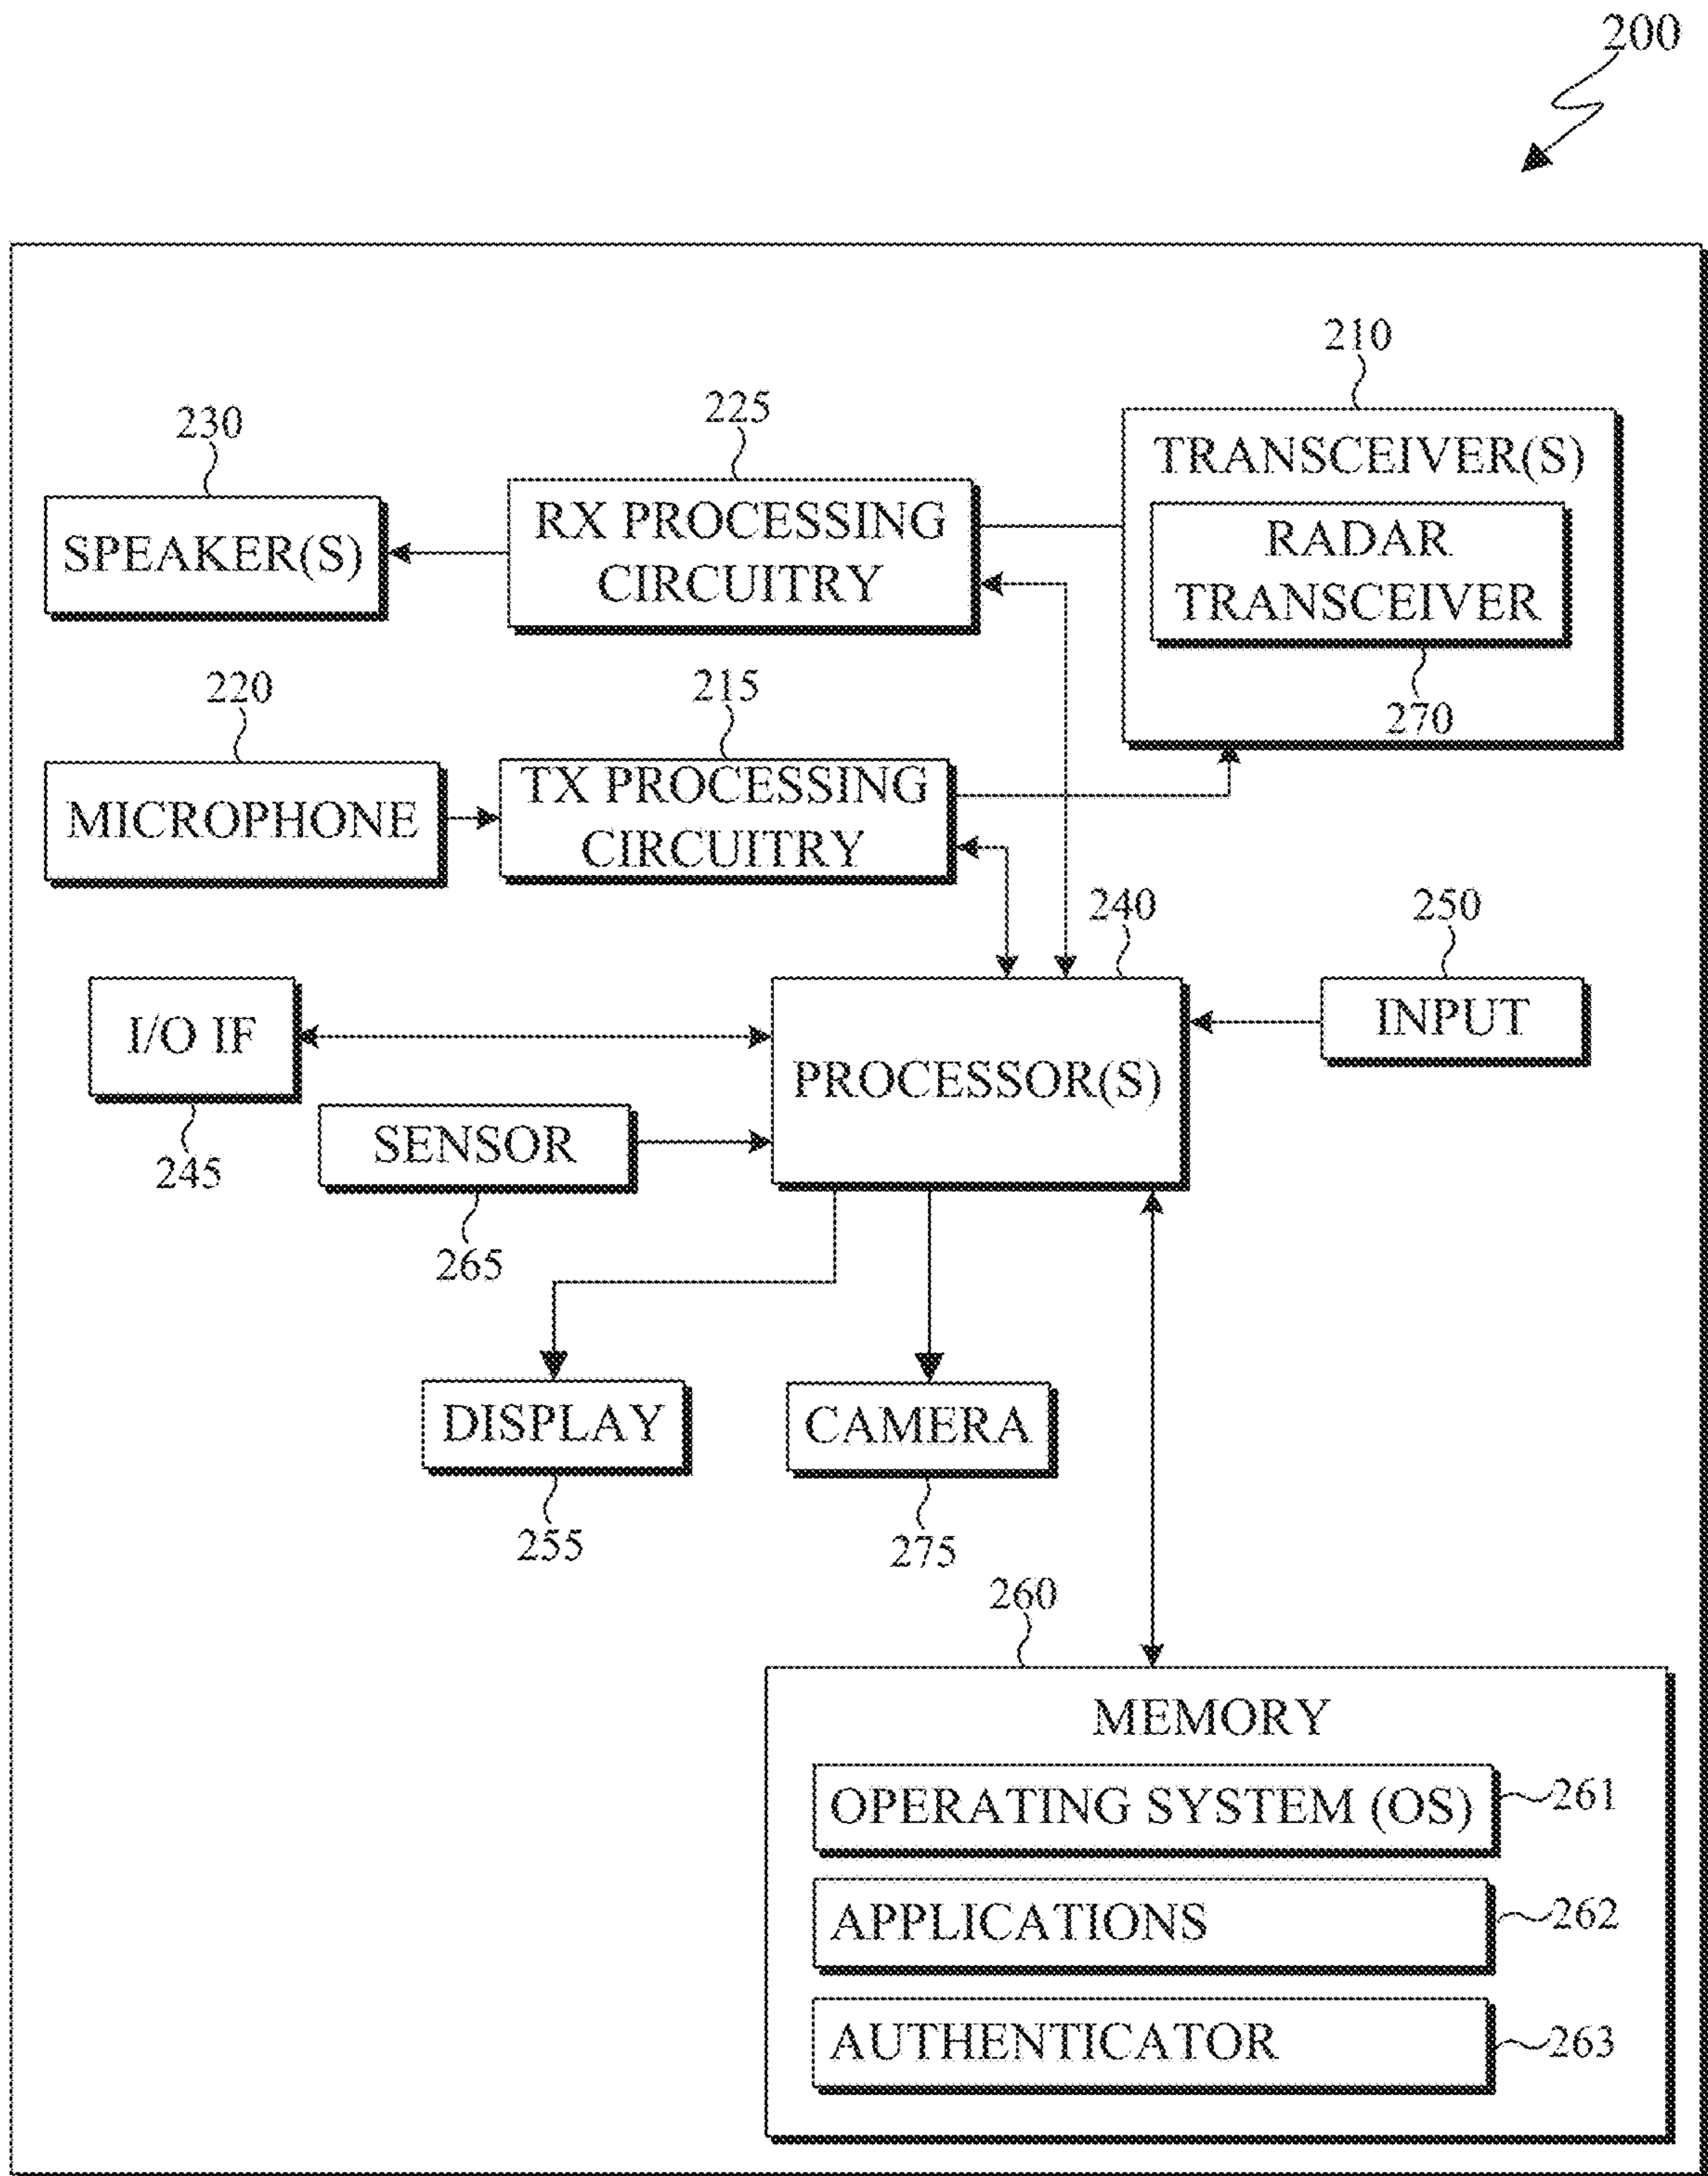 200
210
TRANSCEIVER(S)
RADAR
TRANSCEIVER
270
225
RX PROCESSING
CIRCUITRY
230
SPEAKER(S)
220
MICROPHONE
215
TX PROCESSING
CIRCUITRY
240
PROCESSOR(S)
250
INPUT
I/O IF
245
SENSOR
265
DISPLAY
255
CAMERA
275
260
MEMORY
OPERATING SYSTEM (OS)
261
APPLICATIONS
262
AUTHENTICATOR
263